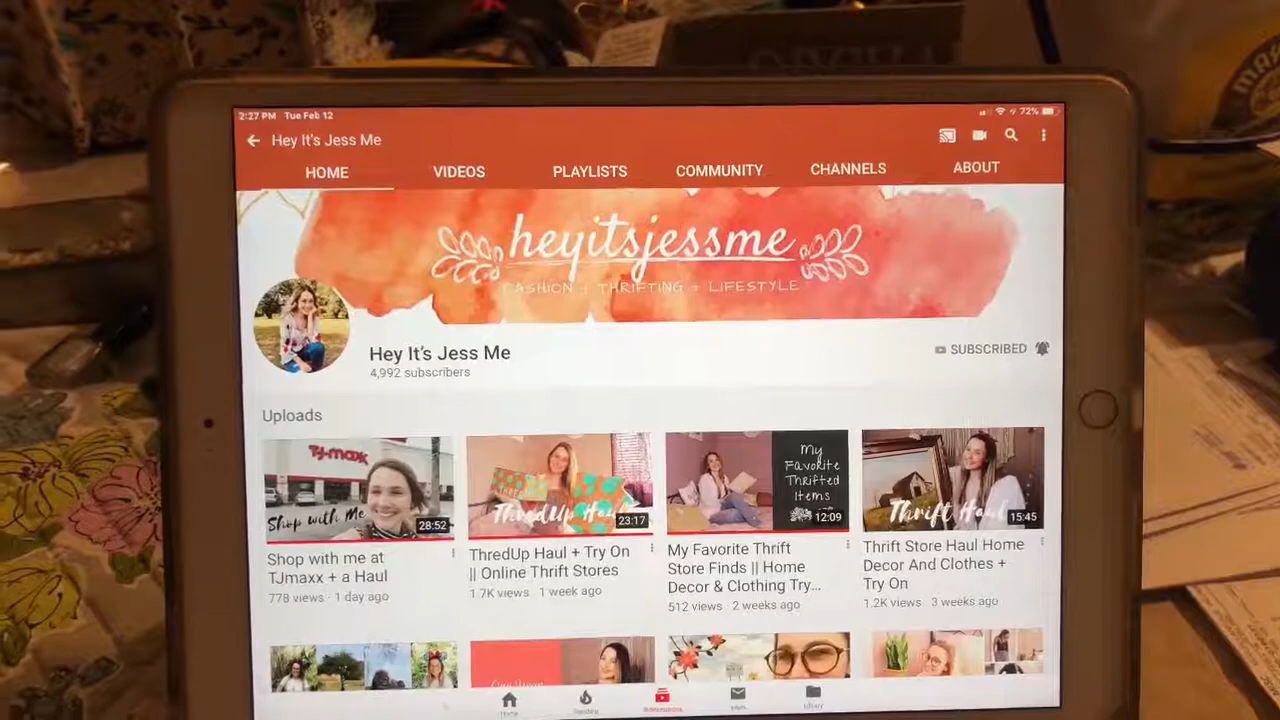 2:27 PM Tue Feb 12
72%
Hey It's Jess Me
HOME VIDEOS PLAYLISTS COMMUNITY CHANNELS ABOUT
heyitsjessme
FASHION + THRIFTING + LIFESTYLE
Hey It's Jess Me
4,992 subscribers
SUBSCRIBED
Uploads
TJ-maxx
Shop with Me
28:52
Shop with me at
TJmaxx + a Haul
778 views · 1 day ago
ThredUp Haul
23:17
ThredUp Haul + Try On
|| Online Thrift Stores
1.7K views · 1 week ago
My
Favorite
Thrifted
Items
12:09
My Favorite Thrift
Store Finds || Home
Decor & Clothing Try...
512 views · 2 weeks ago
Thrift Haul
15:45
Thrift Store Haul Home
Decor And Clothes +
Try On
1.2K views · 3 weeks ago
Home
Trending
Subscriptions
Library